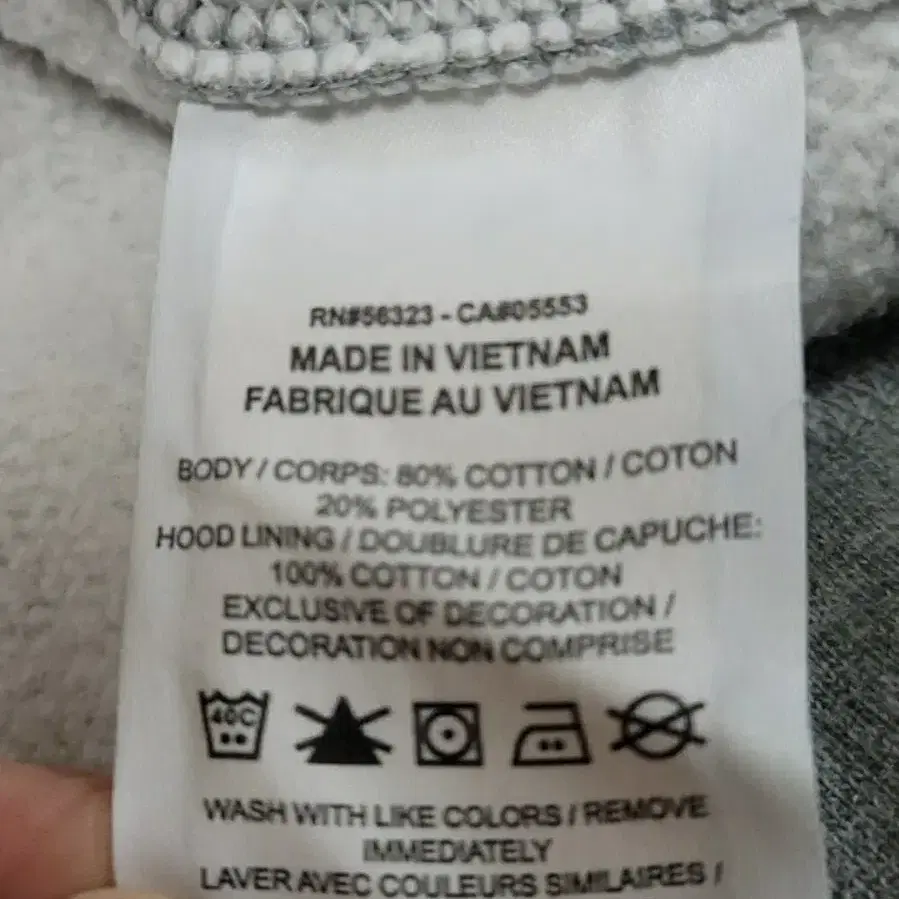 RN#56323 - CA#05553
MADE IN VIETNAM
FABRIQUE AU VIETNAM
BODY / CORPS: 80% COTTON / COTON
20% POLYESTER
HOOD LINING / DOUBLURE DE CAPUCHE:
100% COTTON / COTON
EXCLUSIVE OF DECORATION /
DECORATION NON COMPRISE
40C
WASH WITH LIKE COLORS / REMOVE
IMMEDIATELY
LAVER AVEC COULEURS SIMILAIRES /